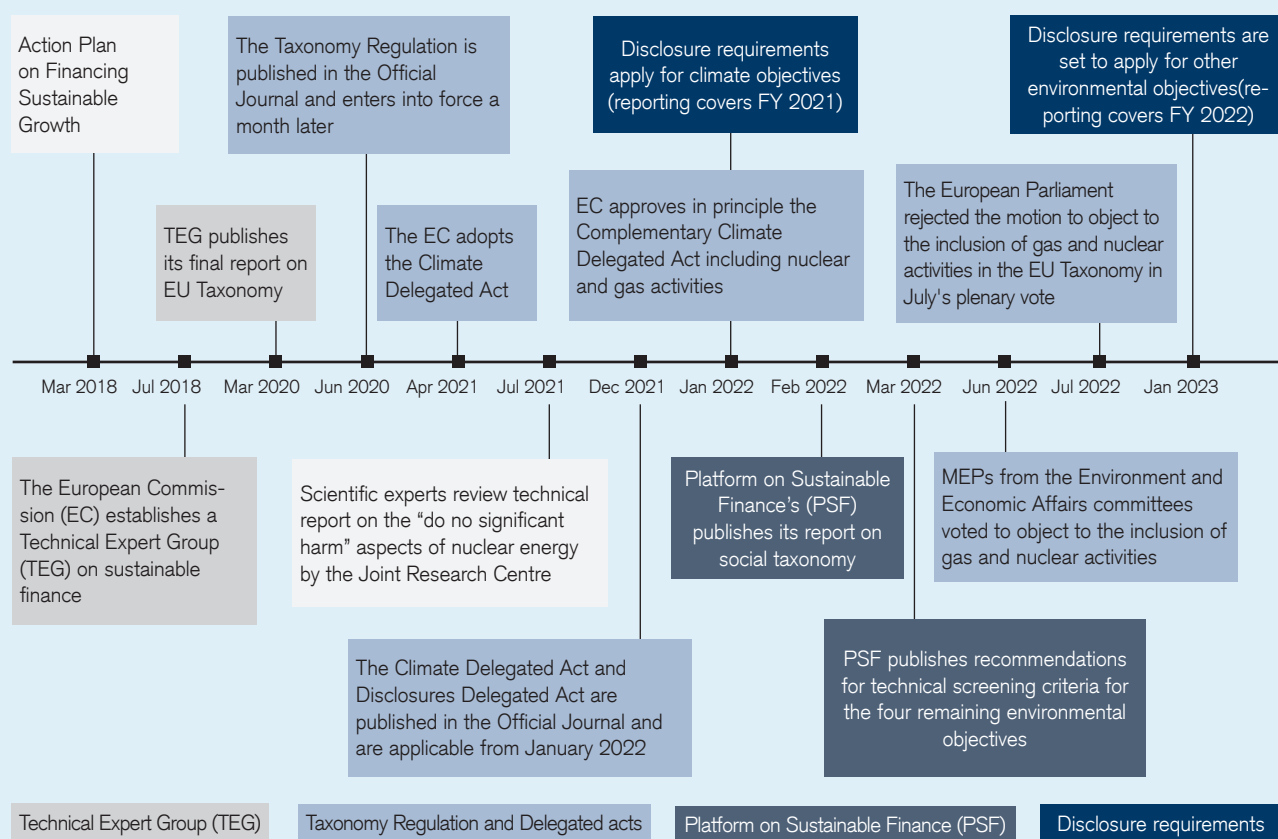 Action Plan
on Financing
Sustainable
Growth
The Taxonomy Regulation is
published in the Official
Journal and enters into force a
month later
Disclosure requirements
apply for climate objectives
(reporting covers FY 2021)
Disclosure requirements are
set to apply for other
environmental objectives(re-
porting covers FY 2022)
TEG publishes
its final report on
EU Taxonomy
The EC adopts
the Climate
Delegated Act
EC approves in principle the
Complementary Climate
Delegated Act including nuclear
and gas activities
The European Parliament
rejected the motion to object to
the inclusion of gas and nuclear
activities in the EU Taxonomy in
July's plenary vote
Mar 2018 Jul 2018 Mar 2020 Jun 2020 Apr 2021 Jul 2021 Dec 2021 Jan 2022 Feb 2022 Mar 2022 Jun 2022 Jul 2022 Jan 2023
The European Commis-
sion (EC) establishes a
Technical Expert Group
(TEG) on sustainable
finance
Scientific experts review technical
report on the “do no significant
harm” aspects of nuclear energy
by the Joint Research Centre
Platform on Sustainable
Finance’s (PSF)
publishes its report on
social taxonomy
MEPs from the Environment and
Economic Affairs committees
voted to object to the inclusion of
gas and nuclear activities
The Climate Delegated Act and
Disclosures Delegated Act are
published in the Official Journal and
are applicable from January 2022
PSF publishes recommendations
for technical screening criteria for
the four remaining environmental
objectives
Technical Expert Group (TEG) Taxonomy Regulation and Delegated acts Platform on Sustainable Finance (PSF) Disclosure requirements